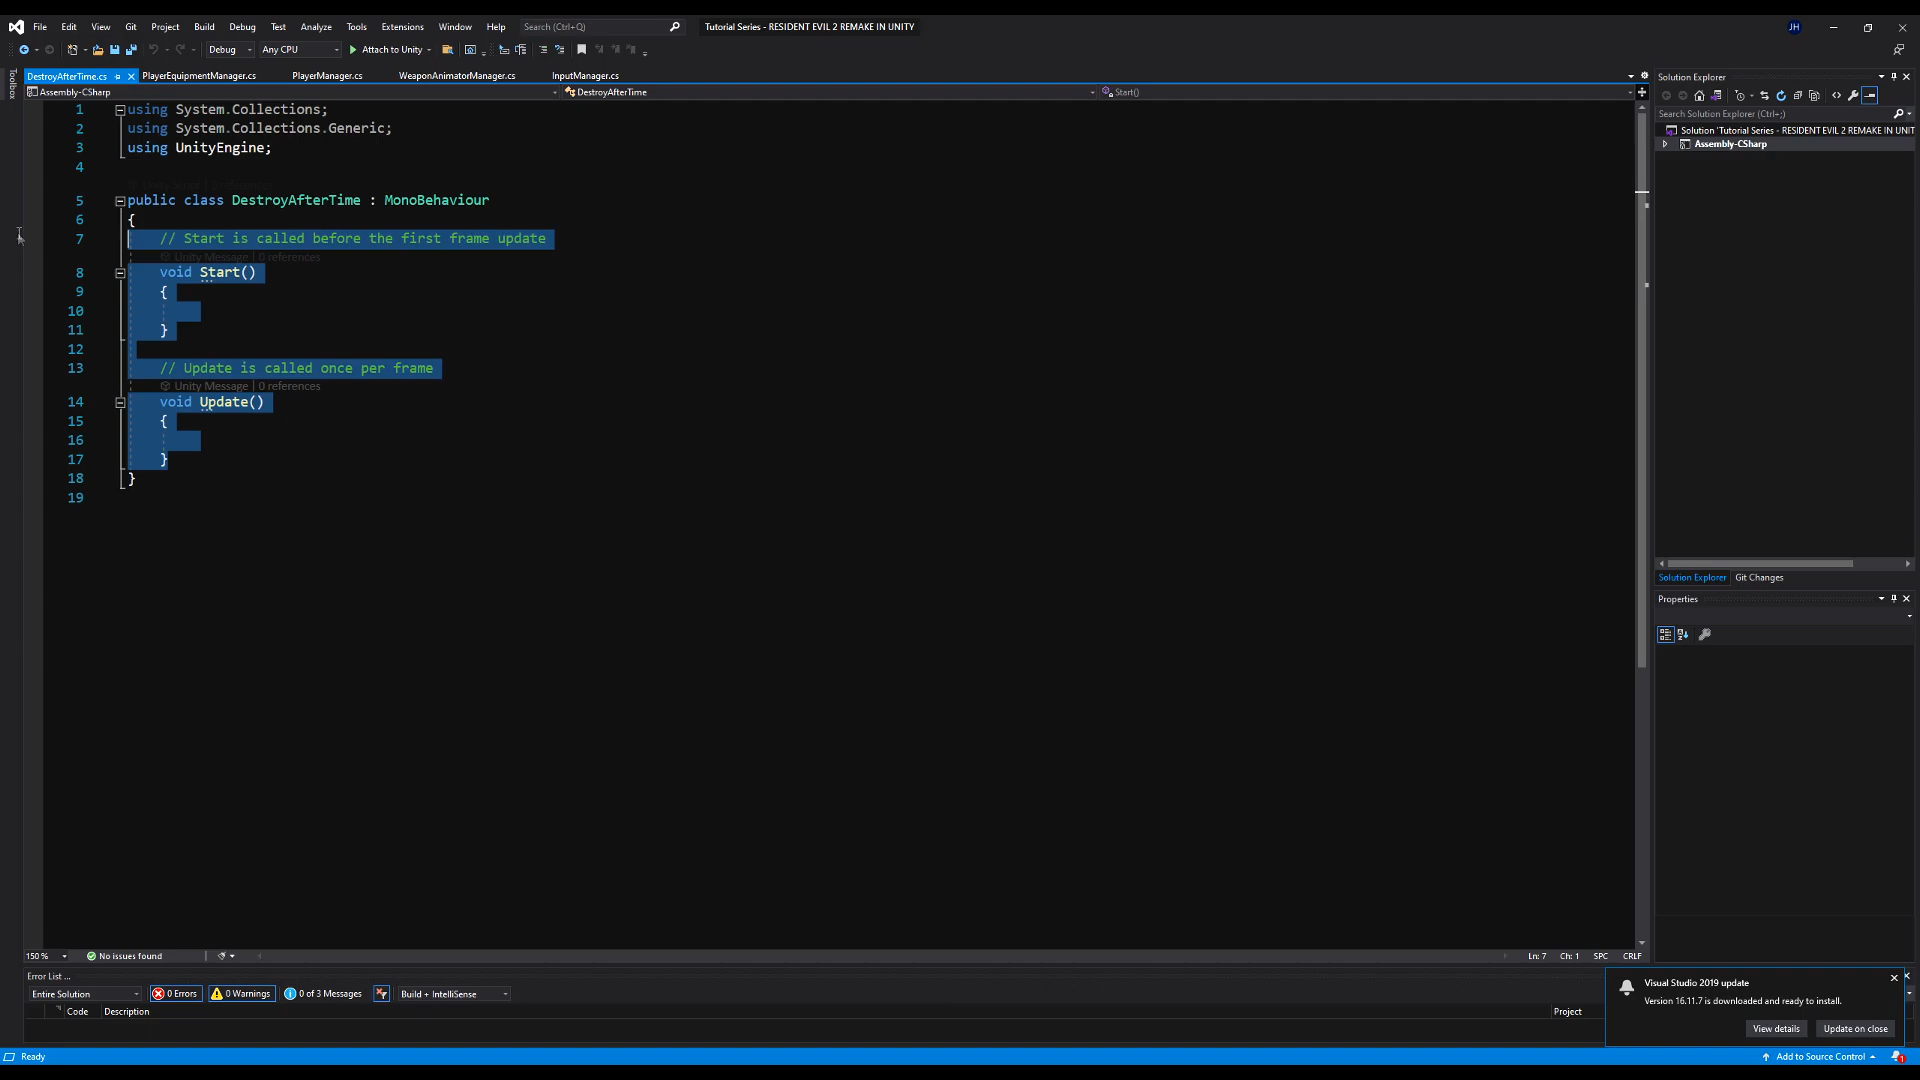 File Edit View Git Project Build Debug Test Analyze Tools Extensions Window Help Search (Ctrl+Q) Tutorial Series - RESIDENT EVIL 2 REMAKE IN UNITY JH
Debug Any CPU Attach to Unity
Toolbox
DestroyAfterTime.cs PlayerEquipmentManager.cs PlayerManager.cs WeaponAnimatorManager.cs InputManager.cs
Assembly-CSharp DestroyAfterTime Start()
1 using System.Collections;
2 using System.Collections.Generic;
3 using UnityEngine;
4
5 public class DestroyAfterTime : MonoBehaviour
6 {
7 // Start is called before the first frame update
Unity Message | 0 references
8 void Start()
9 {
10
11 }
12
13 // Update is called once per frame
Unity Message | 0 references
14 void Update()
15 {
16
17 }
18 }
19
150 % No issues found Ln: 7 Ch: 1 SPC CRLF
Error List ...
Entire Solution 0 Errors 0 Warnings 0 of 3 Messages Build + IntelliSense
Code Description Project
Solution Explorer
Search Solution Explorer (Ctrl+;)
Solution 'Tutorial Series - RESIDENT EVIL 2 REMAKE IN UNIT
Assembly-CSharp
Solution Explorer Git Changes
Properties
Visual Studio 2019 update
Version 16.11.7 is downloaded and ready to install.
View details Update on close
Ready Add to Source Control 1